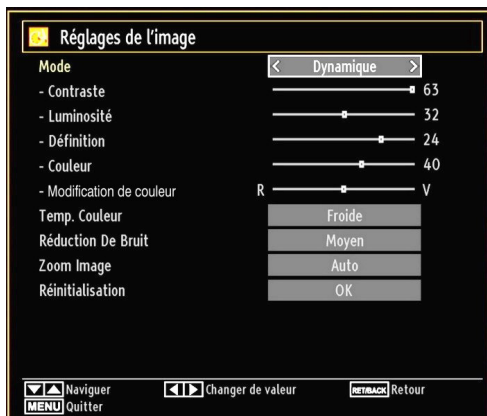 Réglages de l'image
Mode < Dynamique >
- Contraste 63
- Luminosité 32
- Définition 24
- Couleur 40
- Modification de couleur R V
Temp. Couleur Froide
Réduction De Bruit Moyen
Zoom Image Auto
Réinitialisation OK
Naviguer Changer de valeur RET/BACK Retour
MENU Quitter